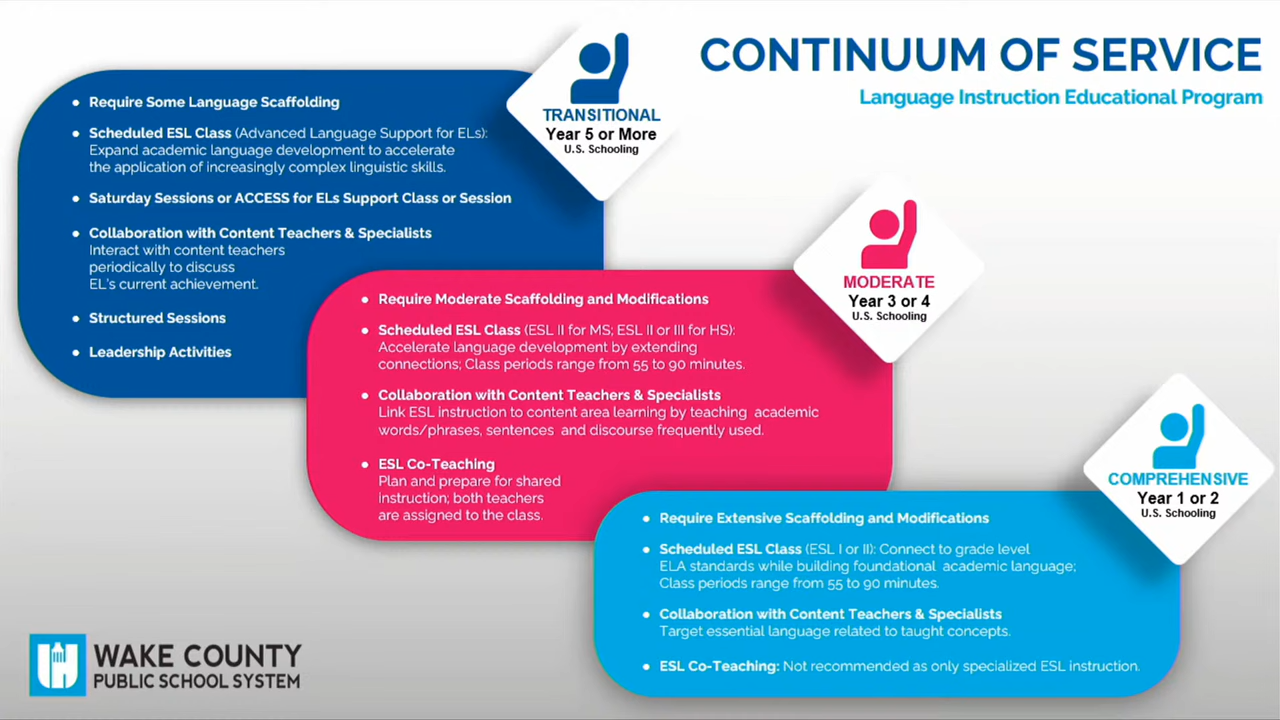 CONTINUUM OF SERVICE
Language Instruction Educational Program
TRANSITIONAL
Year 5 or More
U.S. Schooling
• Require Some Language Scaffolding
• Scheduled ESL Class (Advanced Language Support for ELs):
Expand academic language development to accelerate
the application of increasingly complex linguistic skills.
• Saturday Sessions or ACCESS for ELs Support Class or Session
• Collaboration with Content Teachers & Specialists
Interact with content teachers
periodically to discuss
EL's current achievement.
• Structured Sessions
• Leadership Activities
MODERATE
Year 3 or 4
U.S. Schooling
• Require Moderate Scaffolding and Modifications
• Scheduled ESL Class (ESL II for MS; ESL II or III for HS):
Accelerate language development by extending
connections; Class periods range from 55 to 90 minutes.
• Collaboration with Content Teachers & Specialists
Link ESL instruction to content area learning by teaching academic
words/phrases, sentences and discourse frequently used.
• ESL Co-Teaching
Plan and prepare for shared
instruction; both teachers
are assigned to the class.
COMPREHENSIVE
Year 1 or 2
U.S. Schooling
• Require Extensive Scaffolding and Modifications
• Scheduled ESL Class (ESL I or II): Connect to grade level
ELA standards while building foundational academic language;
Class periods range from 55 to 90 minutes.
• Collaboration with Content Teachers & Specialists
Target essential language related to taught concepts.
• ESL Co-Teaching: Not recommended as only specialized ESL instruction.
WAKE COUNTY
PUBLIC SCHOOL SYSTEM